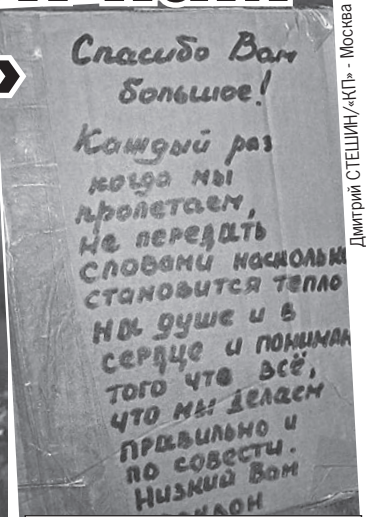 Спасибо Вам
большое!
Каждый раз
когда мы
пролетаем,
не передать
словами насколько
становится тепло
на душе и в
сердце и понима
того что всё,
что мы делаем
правильно и
по совести.
Низкий Вам
Дмитрий СТЕШИН/«КП» - Москва